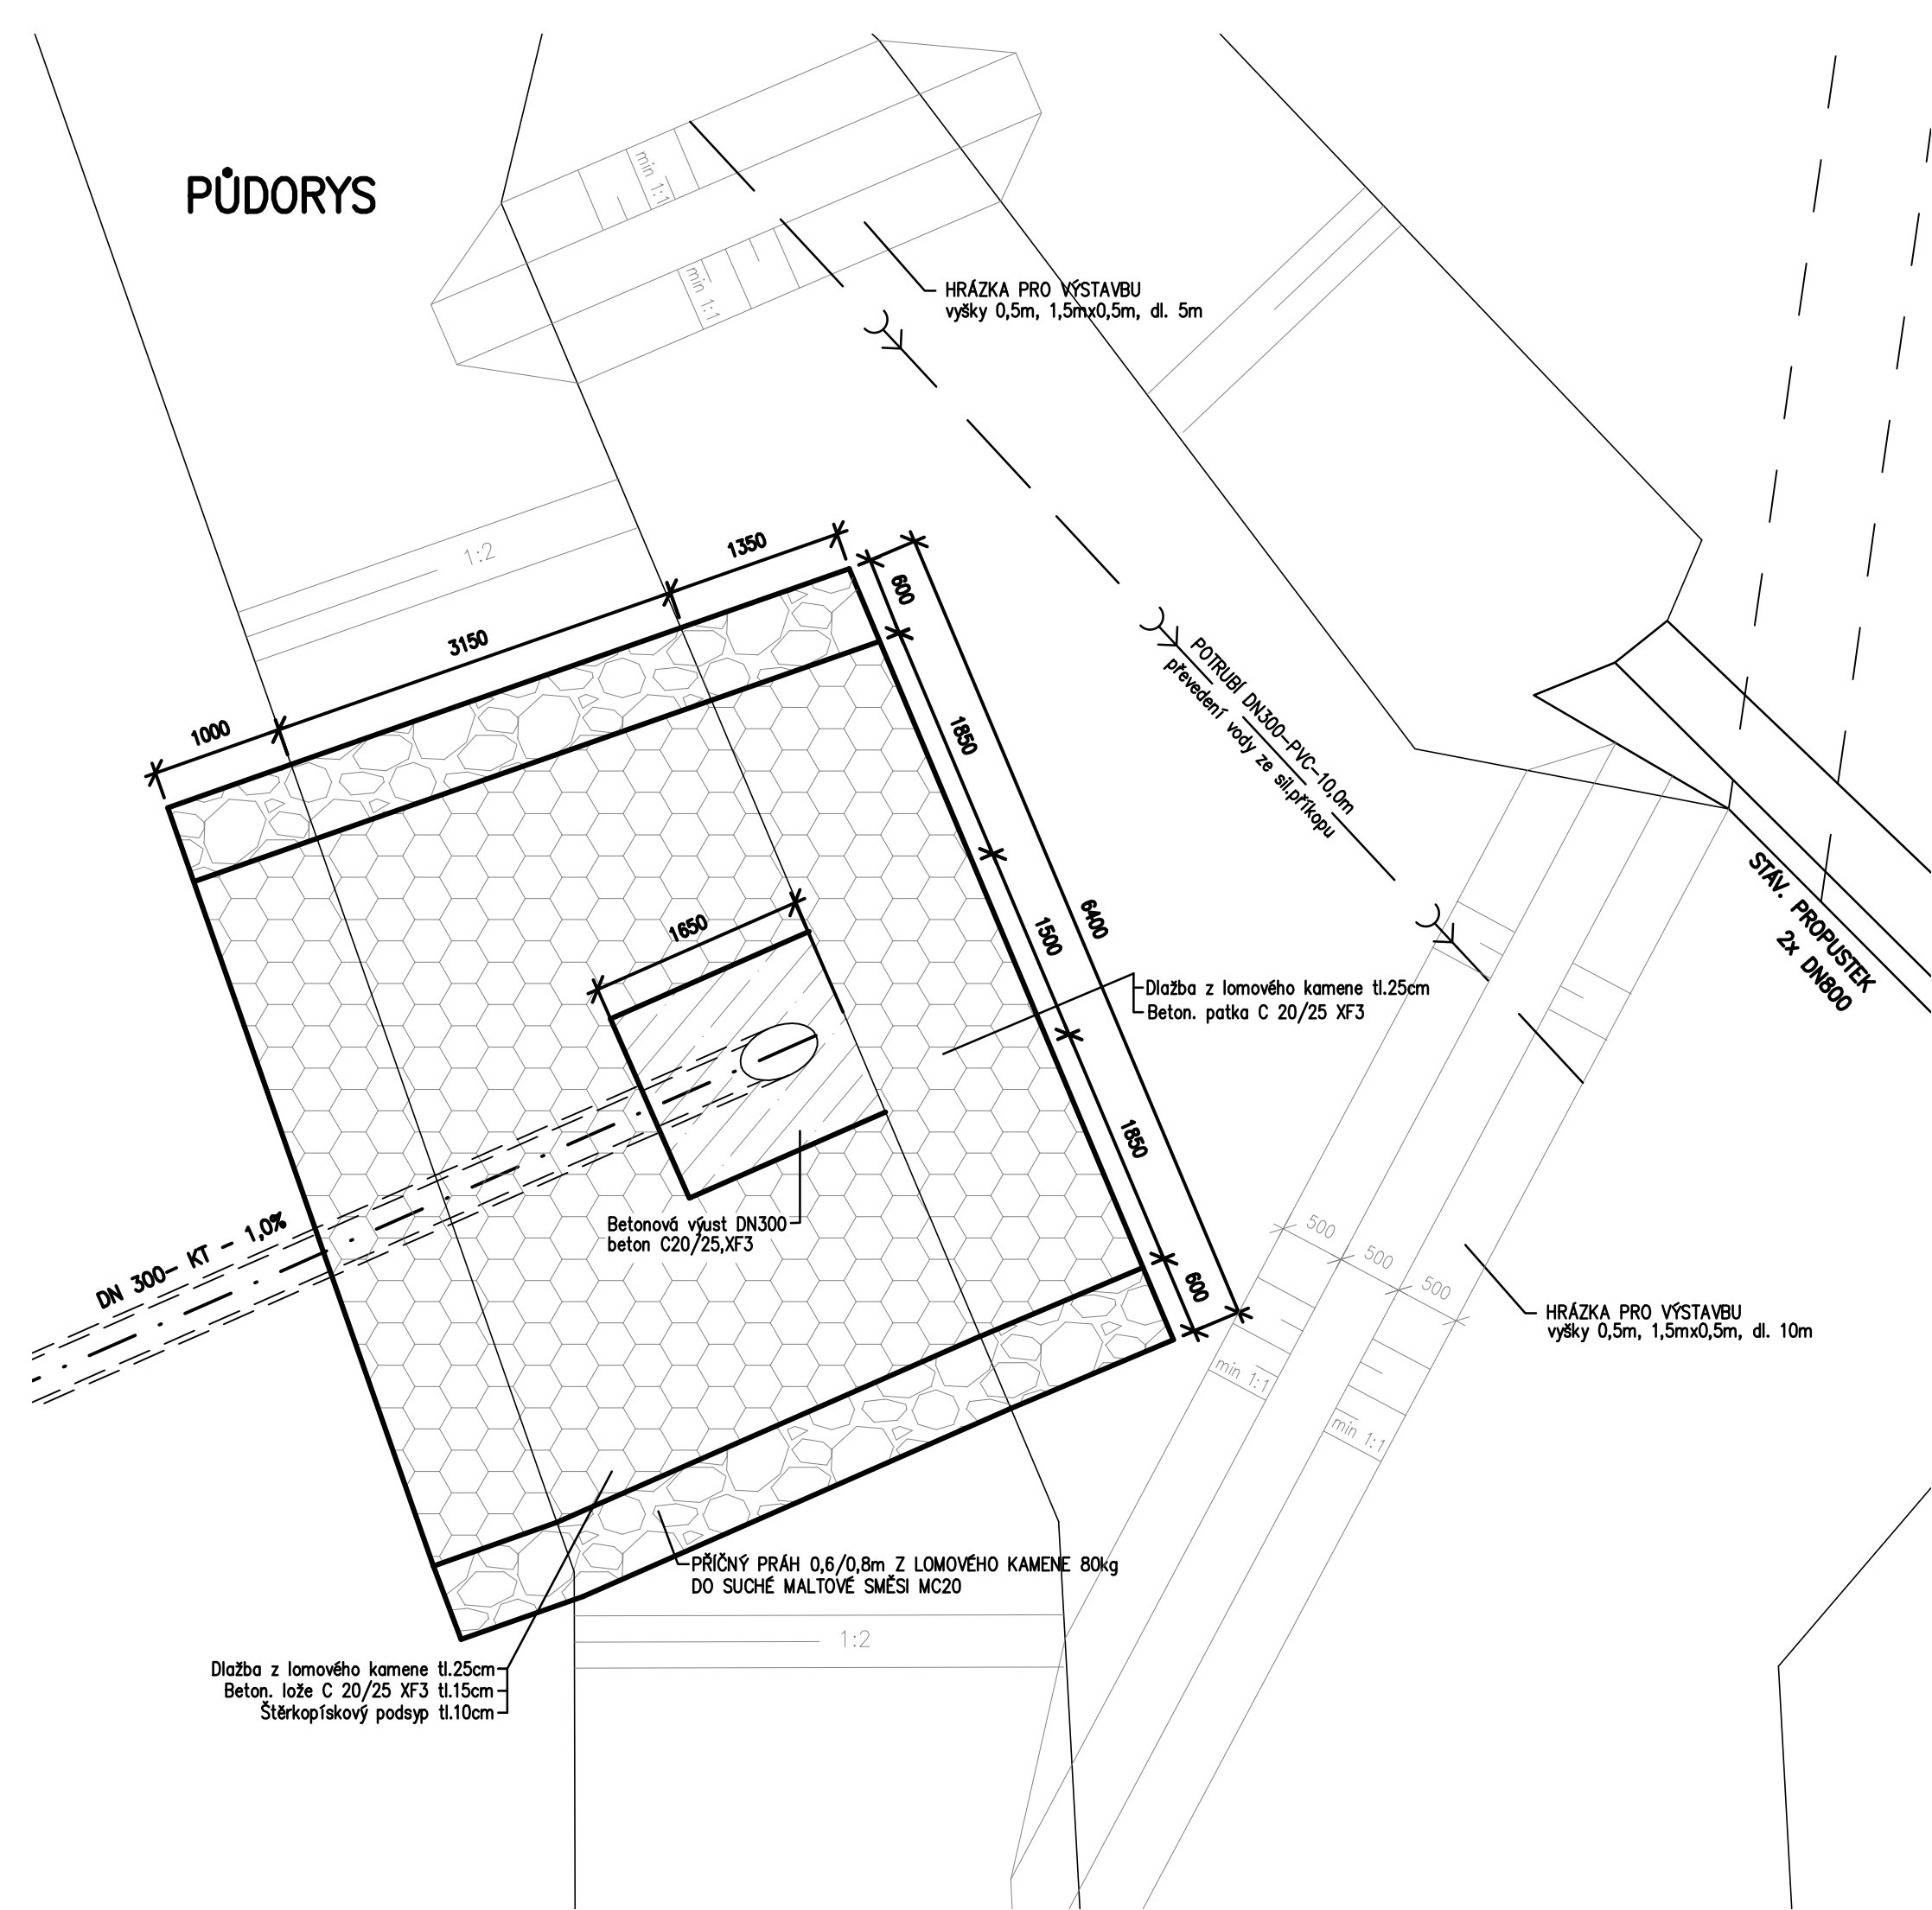 PŮDORYS
min 1:1
min 1:1
HRÁZKA PRO VÝSTAVBU
vyšky 0,5m, 1,5mx0,5m, dl. 5m
1:2
1350
3150
1000
600
1850
1500
1850
600
6400
1650
POTRUBÍ DN300-PVC-10,0m
převedení vody ze sil.příkopu
STÁV. PROPUSTEK
2x DN800
Dlažba z lomového kamene tl.25cm
Beton. patka C 20/25 XF3
Betonová výust DN300
beton C20/25,XF3
DN 300- KT - 1,0%
500
500
500
HRÁZKA PRO VÝSTAVBU
vyšky 0,5m, 1,5mx0,5m, dl. 10m
min 1:1
min 1:1
PŘÍČNÝ PRÁH 0,6/0,8m Z LOMOVÉHO KAMENE 80kg
DO SUCHÉ MALTOVÉ SMĚSI MC20
1:2
Dlažba z lomového kamene tl.25cm
Beton. lože C 20/25 XF3 tl.15cm
Štěrkopískový podsyp tl.10cm